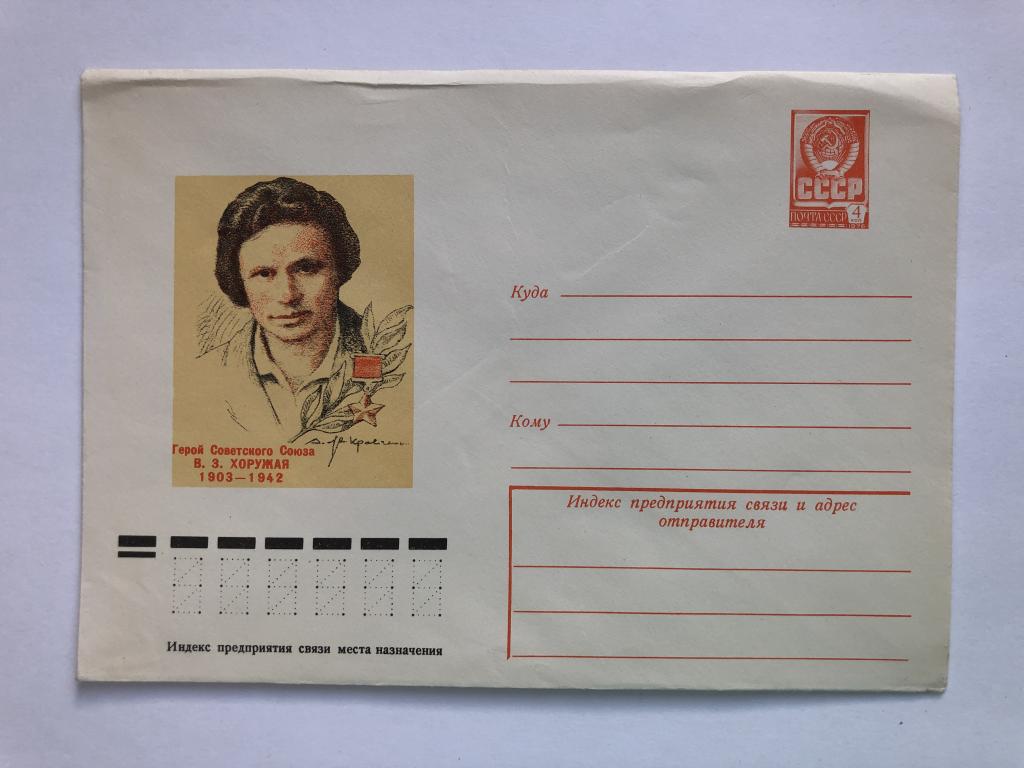 СССР
ПОЧТА СССР
4
КОП
Куда
Кому
Герой Советского Союза
В. З. ХОРУЖАЯ
1903—1942
Индекс предприятия связи и адрес
отправителя
Индекс предприятия связи места назначения